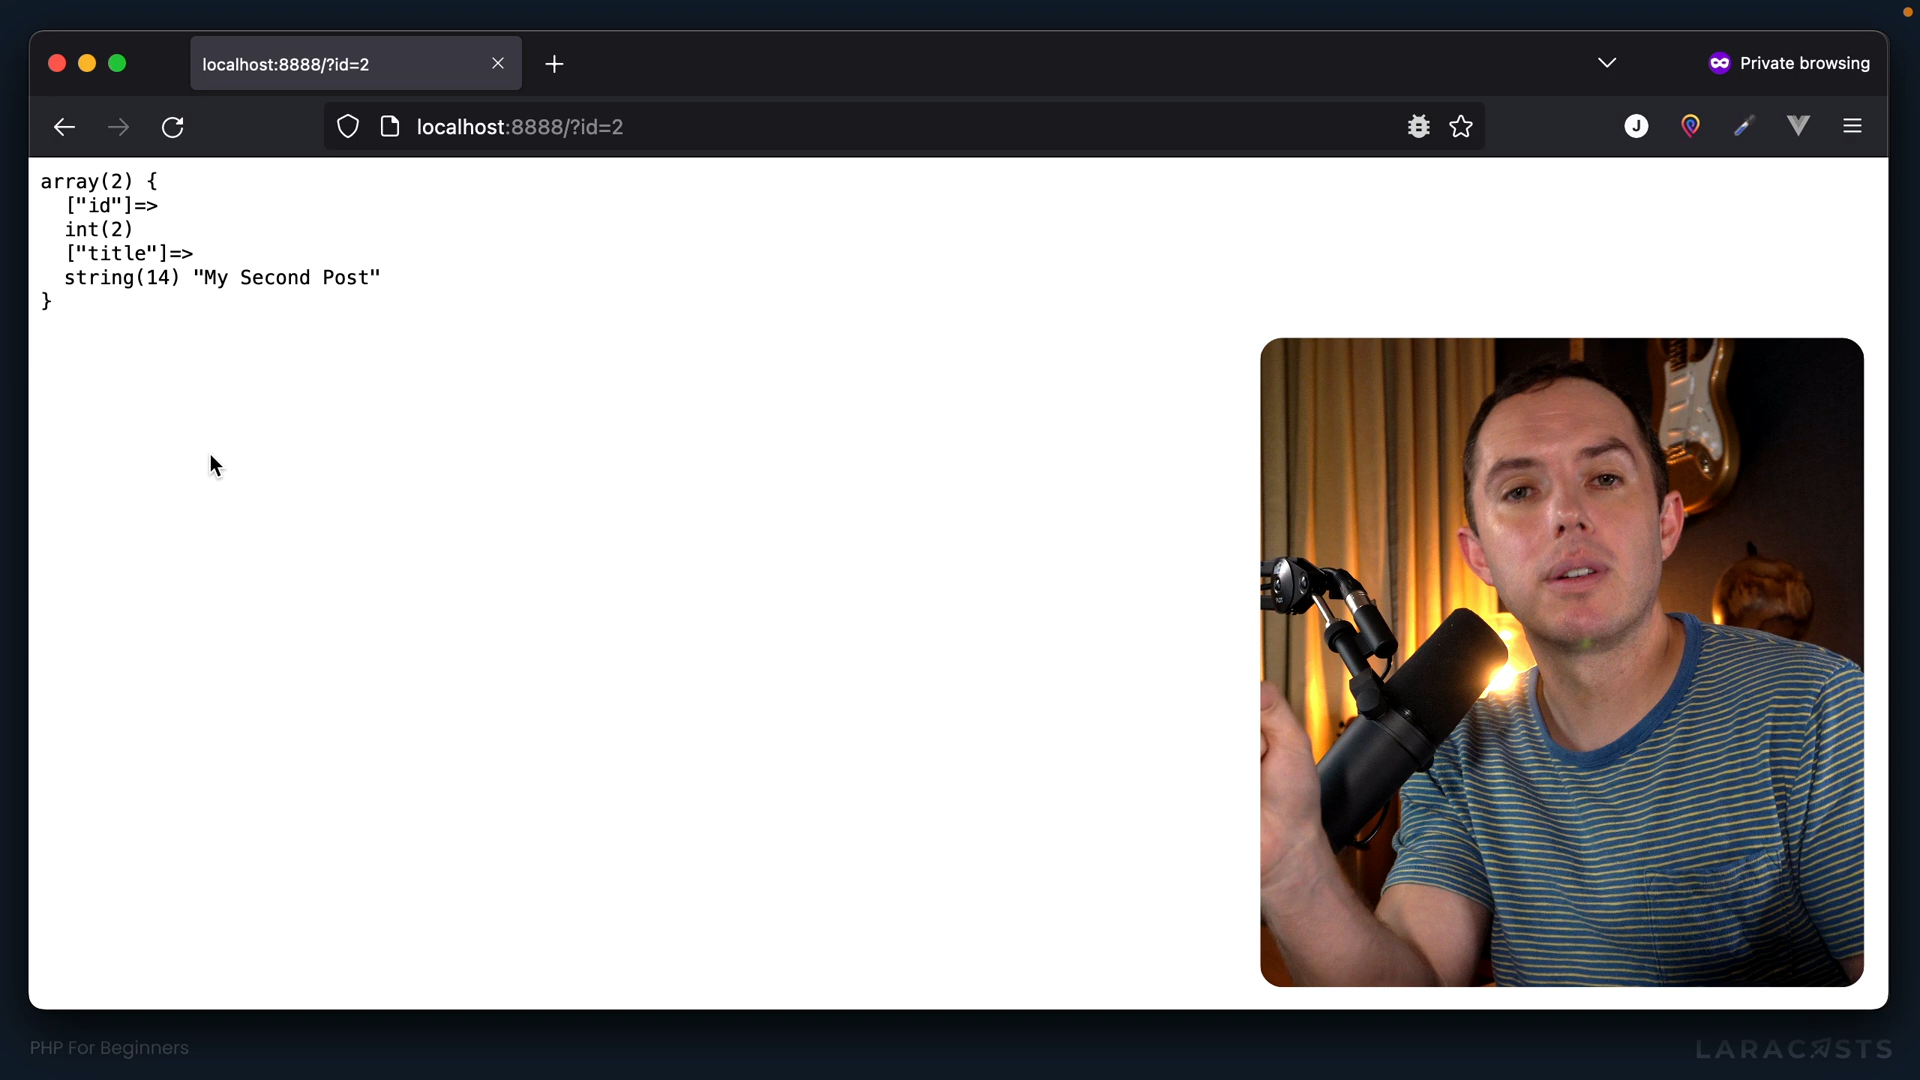 localhost:8888/?id=2
Private browsing
localhost:8888/?id=2
J
array(2) {
["id"]=>
int(2)
["title"]=>
string(14) "My Second Post"
}
PHP For Beginners
LARACASTS